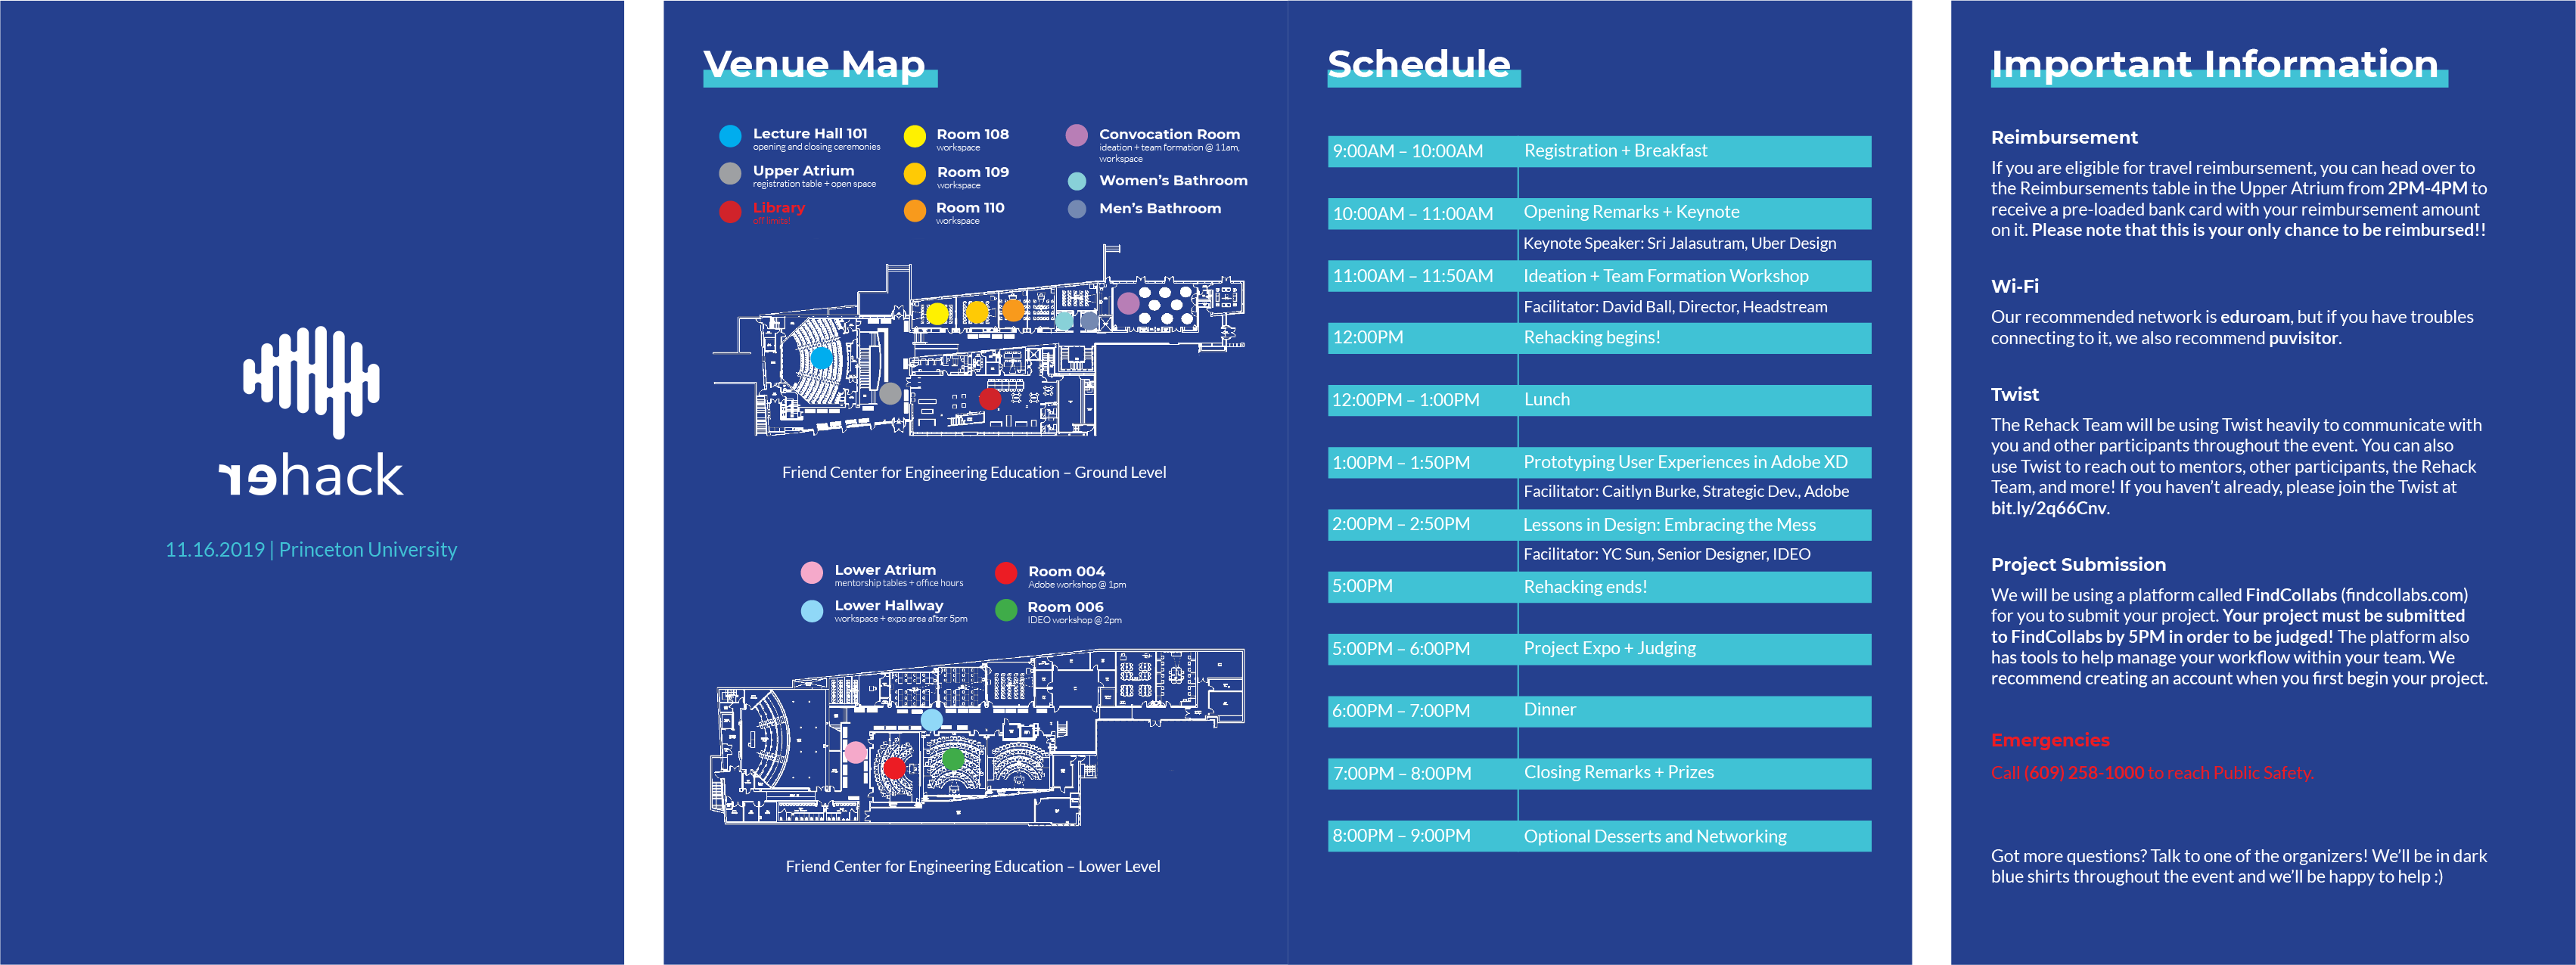 rehack
11.16.2019 | Princeton University
Venue Map
Lecture Hall 101
opening and closing ceremonies
Upper Atrium
registration table + open space
Library
off limits!
Room 108
workspace
Room 109
workspace
Room 110
workspace
Convocation Room
ideation + team formation @ 11am,
workspace
Women's Bathroom
Men's Bathroom
Friend Center for Engineering Education – Ground Level
Lower Atrium
mentorship tables + office hours
Lower Hallway
workspace + expo area after 5pm
Room 004
Adobe workshop @ 1pm
Room 006
IDEO workshop @ 2pm
Friend Center for Engineering Education – Lower Level
Schedule
9:00AM – 10:00AM Registration + Breakfast
10:00AM – 11:00AM Opening Remarks + Keynote
Keynote Speaker: Sri Jalasutram, Uber Design
11:00AM – 11:50AM Ideation + Team Formation Workshop
Facilitator: David Ball, Director, Headstream
12:00PM Rehacking begins!
12:00PM – 1:00PM Lunch
1:00PM – 1:50PM Prototyping User Experiences in Adobe XD
Facilitator: Caitlyn Burke, Strategic Dev., Adobe
2:00PM – 2:50PM Lessons in Design: Embracing the Mess
Facilitator: YC Sun, Senior Designer, IDEO
5:00PM Rehacking ends!
5:00PM – 6:00PM Project Expo + Judging
6:00PM – 7:00PM Dinner
7:00PM – 8:00PM Closing Remarks + Prizes
8:00PM – 9:00PM Optional Desserts and Networking
Important Information
Reimbursement
If you are eligible for travel reimbursement, you can head over to
the Reimbursements table in the Upper Atrium from 2PM-4PM to
receive a pre-loaded bank card with your reimbursement amount
on it. Please note that this is your only chance to be reimbursed!!
Wi-Fi
Our recommended network is eduroam, but if you have troubles
connecting to it, we also recommend puvisitor.
Twist
The Rehack Team will be using Twist heavily to communicate with
you and other participants throughout the event. You can also
use Twist to reach out to mentors, other participants, the Rehack
Team, and more! If you haven't already, please join the Twist at
bit.ly/2q66Cnv.
Project Submission
We will be using a platform called FindCollabs (findcollabs.com)
for you to submit your project. Your project must be submitted
to FindCollabs by 5PM in order to be judged! The platform also
has tools to help manage your workflow within your team. We
recommend creating an account when you first begin your project.
Emergencies
Call (609) 258-1000 to reach Public Safety.
Got more questions? Talk to one of the organizers! We'll be in dark
blue shirts throughout the event and we'll be happy to help :)